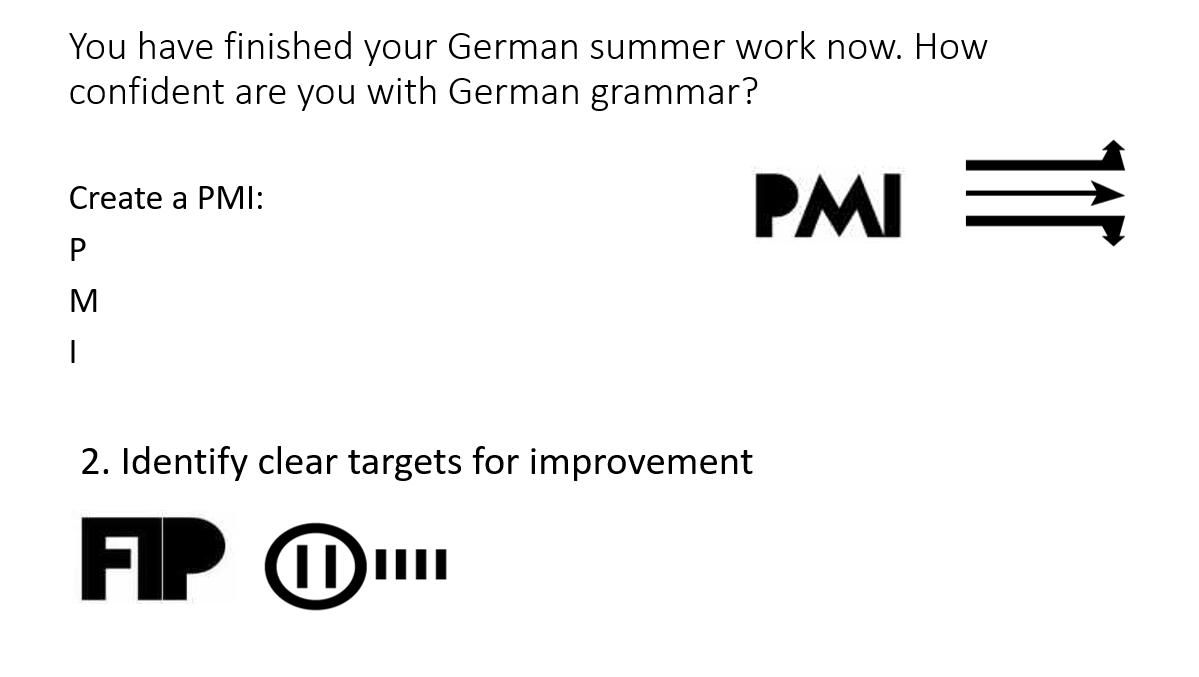 You have finished your German summer work now. How
confident are you with German grammar?
Create a PMI:
PMI
P
M
I
2. Identify clear targets for improvement
FIP